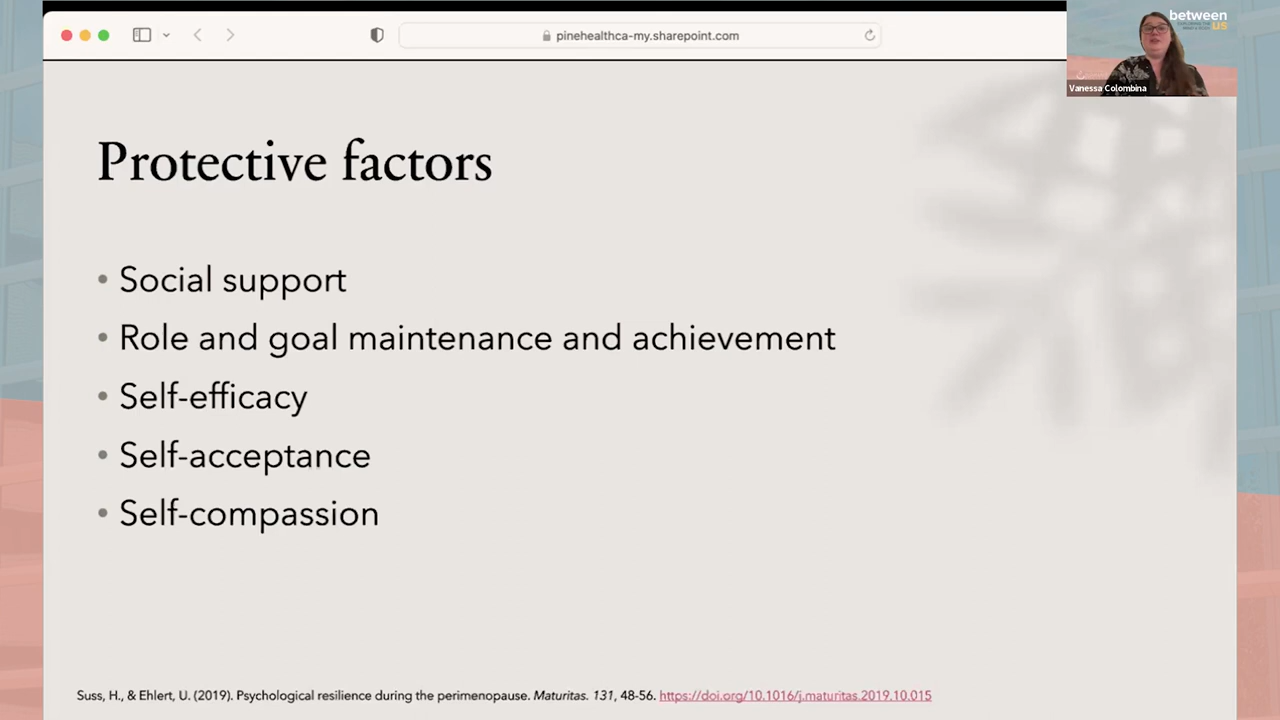 pinehealthca-my.sharepoint.com
between
us
Vanessa Colombina
Protective factors
• Social support
• Role and goal maintenance and achievement
• Self-efficacy
• Self-acceptance
• Self-compassion
Suss, H., & Ehlert, U. (2019). Psychological resilience during the perimenopause. Maturitas. 131, 48-56. https://doi.org/10.1016/j.maturitas.2019.10.015